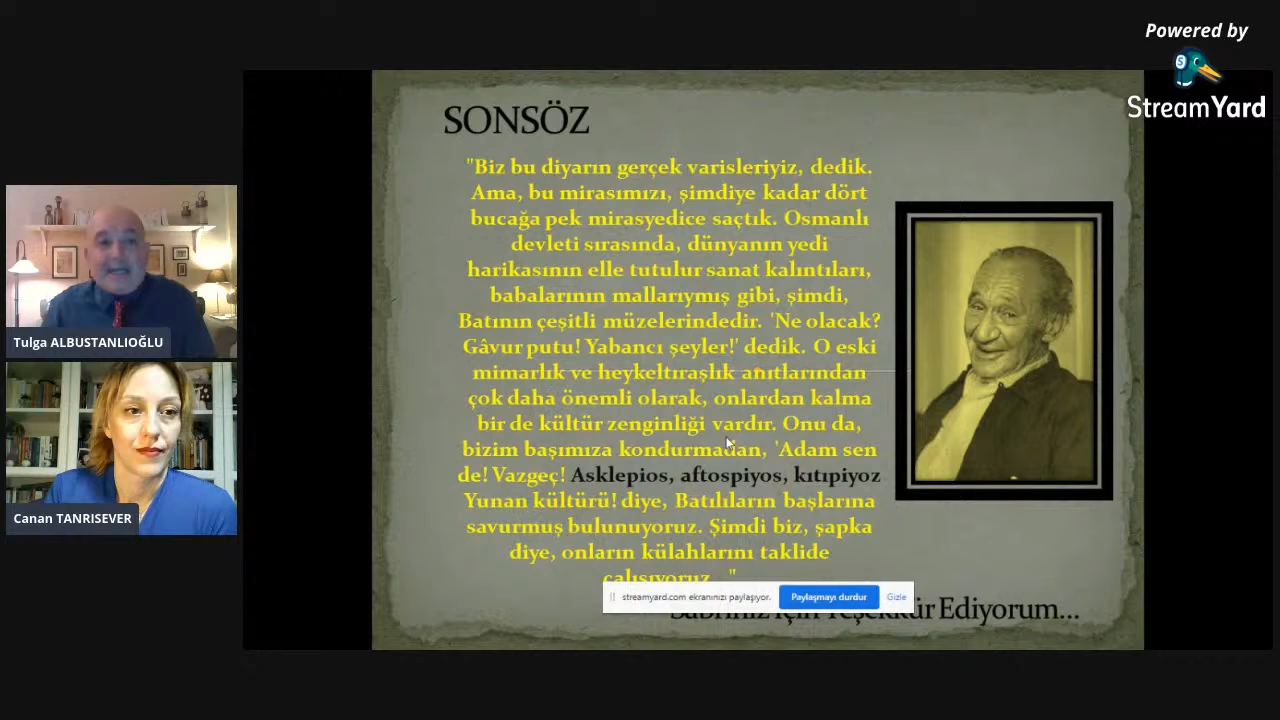 Powered by
StreamYard
SONSÖZ
"Biz bu diyarın gerçek varisleriyiz, dedik.
Ama, bu mirasımızı, şimdiye kadar dört
bucağa pek mirasyedice saçtık. Osmanlı
devleti sırasında, dünyanın yedi
harikasının elle tutulur sanat kalıntıları,
babalarının mallarıymış gibi, şimdi,
Batının çeşitli müzelerindedir. 'Ne olacak?
Gâvur putu! Yabancı şeyler!' dedik. O eski
mimarlık ve heykeltıraşlık anıtlarından
çok daha önemli olarak, onlardan kalma
bir de kültür zenginliği vardır. Onu da,
bizim başımıza kondurmadan, 'Adam sen
de! Vazgeç! Asklepios, aftospiyos, kıtıpiyoz
Yunan kültürü! diye, Batılıların başlarına
savurmuş bulunuyoruz. Şimdi biz, şapka
diye, onların külahlarını taklide
çalışıyoruz..."
streamyard.com ekranınızı paylaşıyor.
Paylaşmayı durdur
Gizle
Sabrınız için Teşekkür Ediyorum...
Tulga ALBUSTANLIOĞLU
Canan TANRISEVER